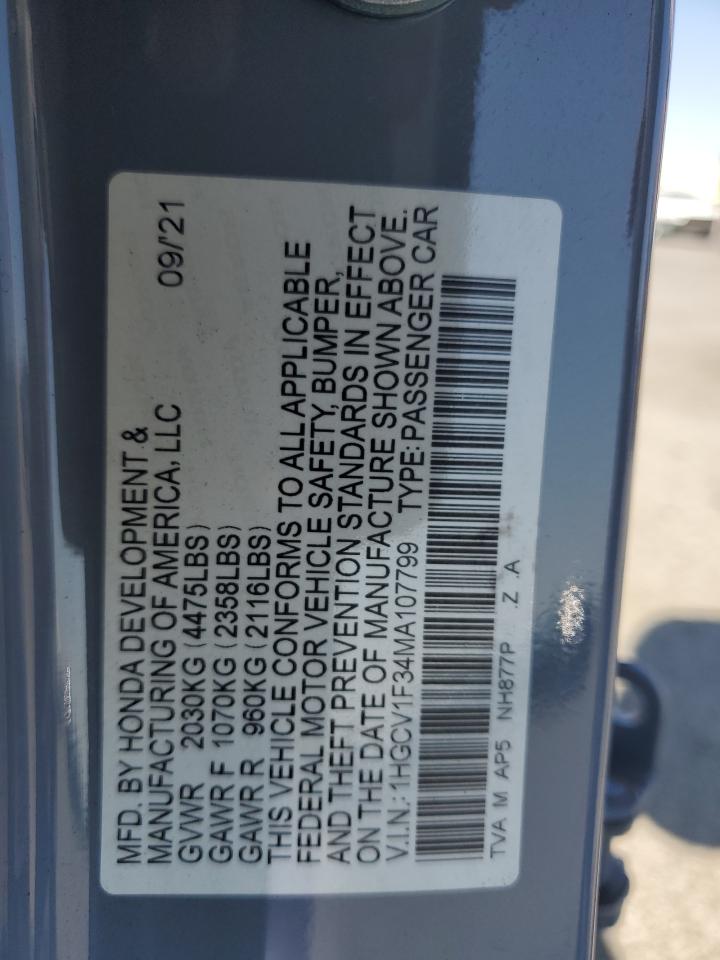 MFD. BY HONDA DEVELOPMENT &
MANUFACTURING OF AMERICA, LLC 09/'21
GVWR 2030KG (4475LBS)
GAWR F 1070KG (2358LBS)
GAWR R 960KG (2116LBS)
THIS VEHICLE CONFORMS TO ALL APPLICABLE
FEDERAL MOTOR VEHICLE SAFETY, BUMPER,
AND THEFT PREVENTION STANDARDS IN EFFECT
ON THE DATE OF MANUFACTURE SHOWN ABOVE.
V.I.N.: 1HGCV1F34MA107799 TYPE: PASSENGER CAR
TVA M AP5 NH877P .Z .A